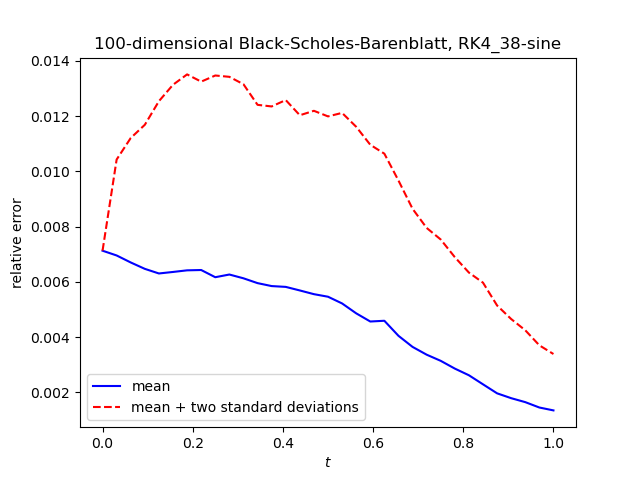 100-dimensional Black-Scholes-Barenblatt, RK4_38-sine
relative error
0.014
0.012
0.010
0.008
0.006
0.004
0.002
mean
mean + two standard deviations
0.0 0.2 0.4 0.6 0.8 1.0
t